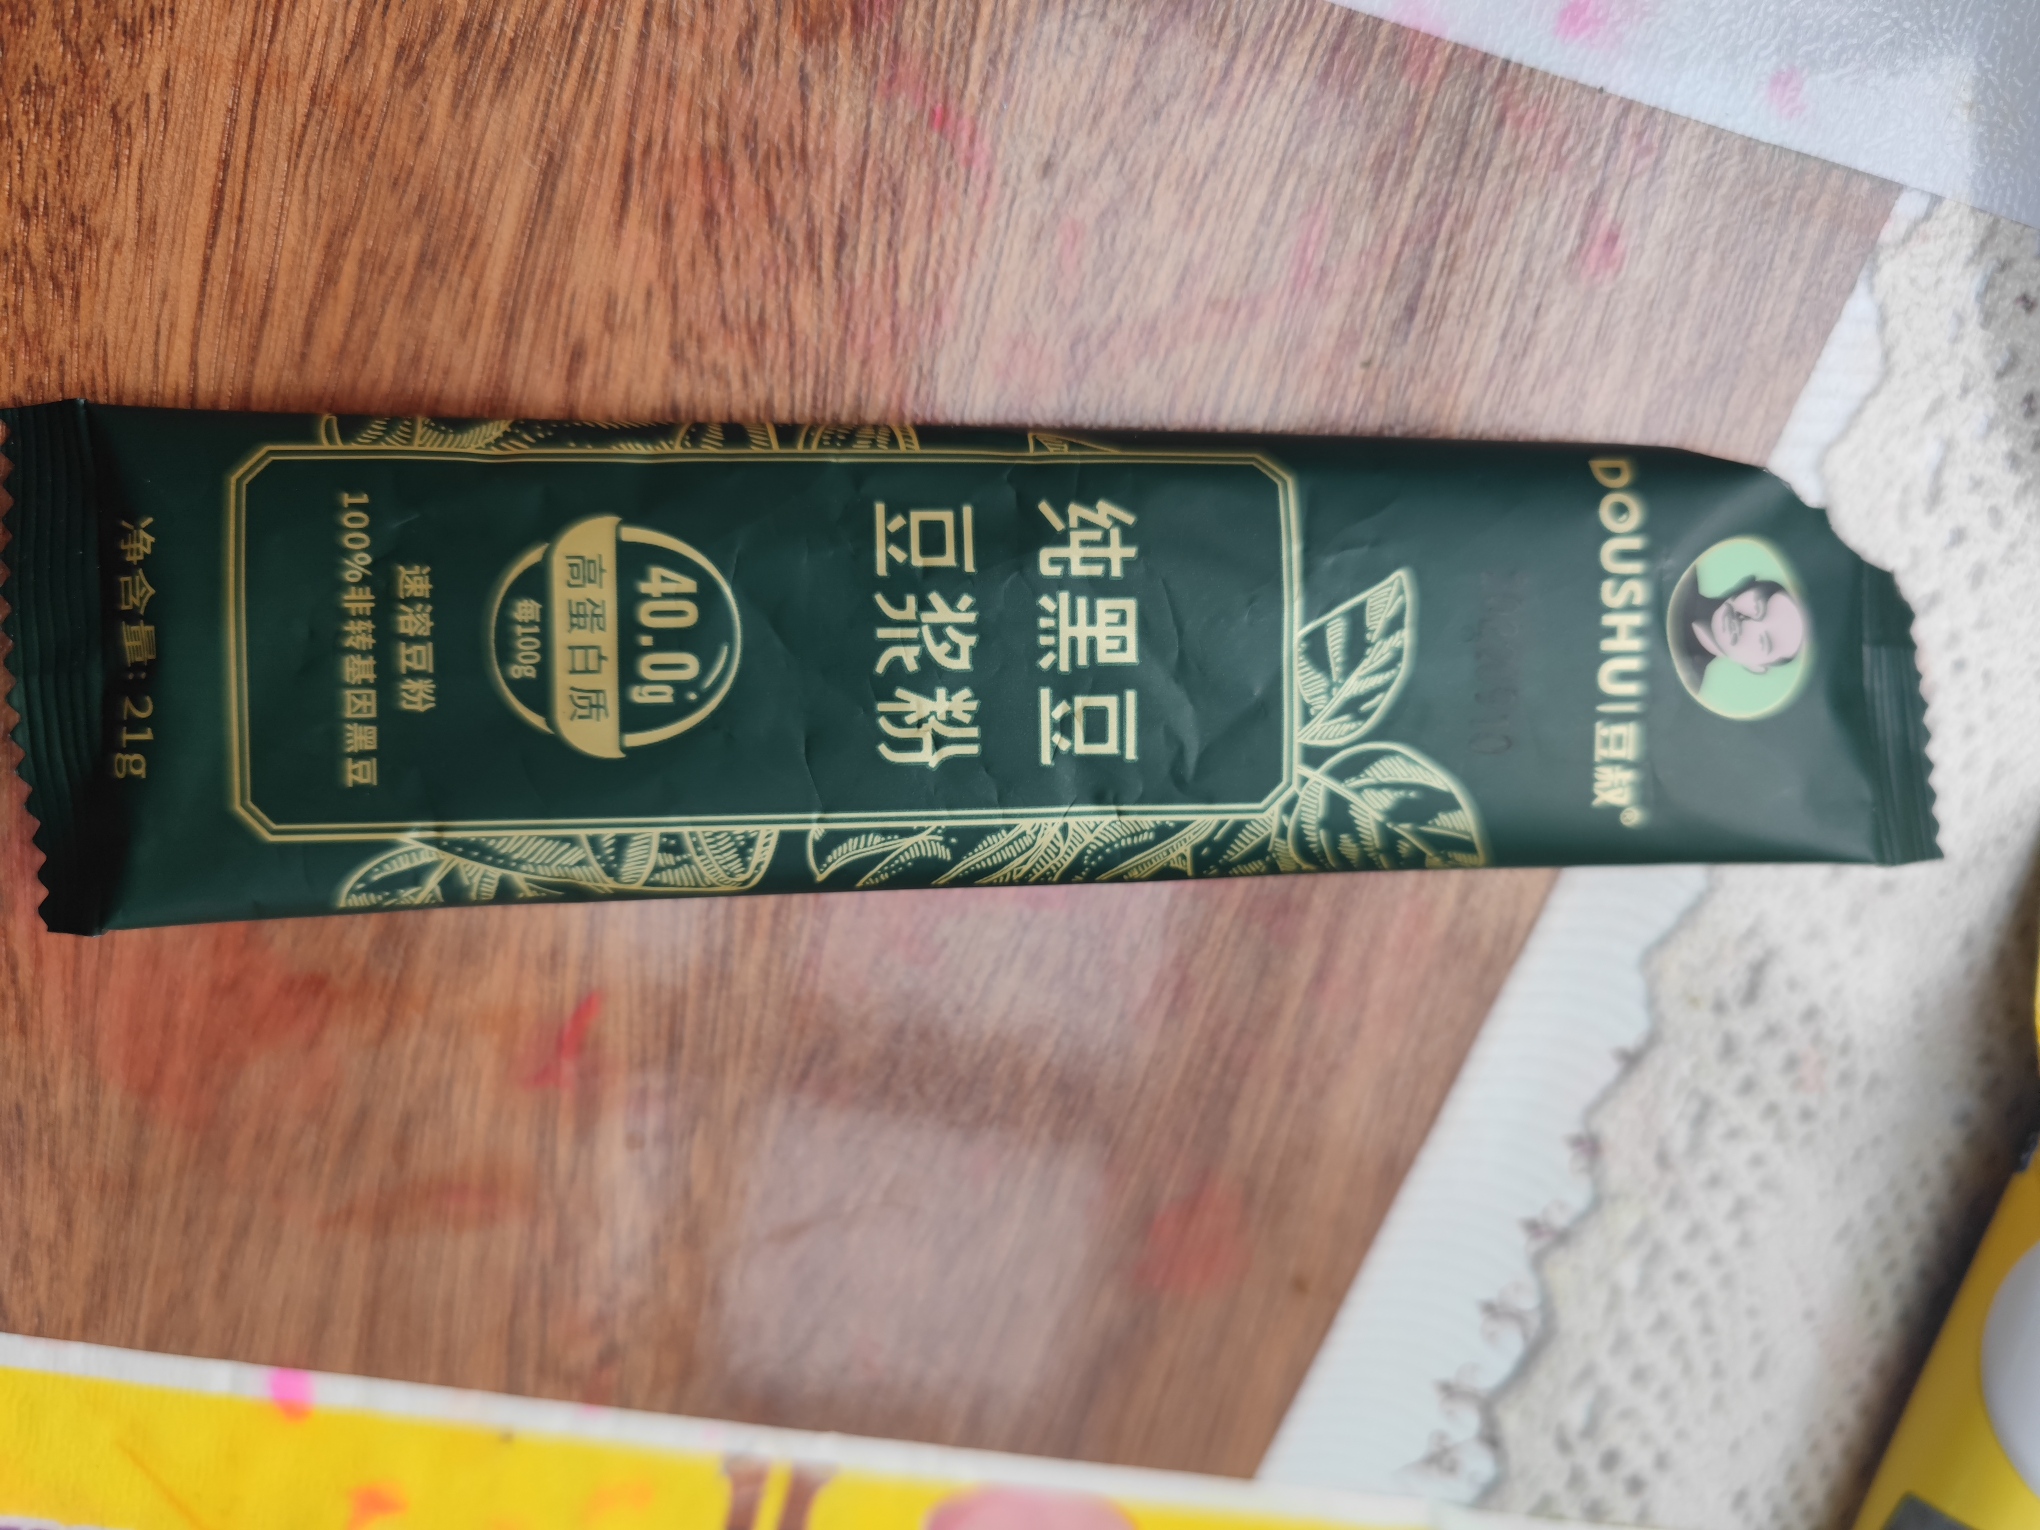 DOUSHU|豆叔®
纯黑豆
豆浆粉
40.0g
高蛋白质
每100g
速溶豆粉
100%非转基因黑豆
净含量:21g